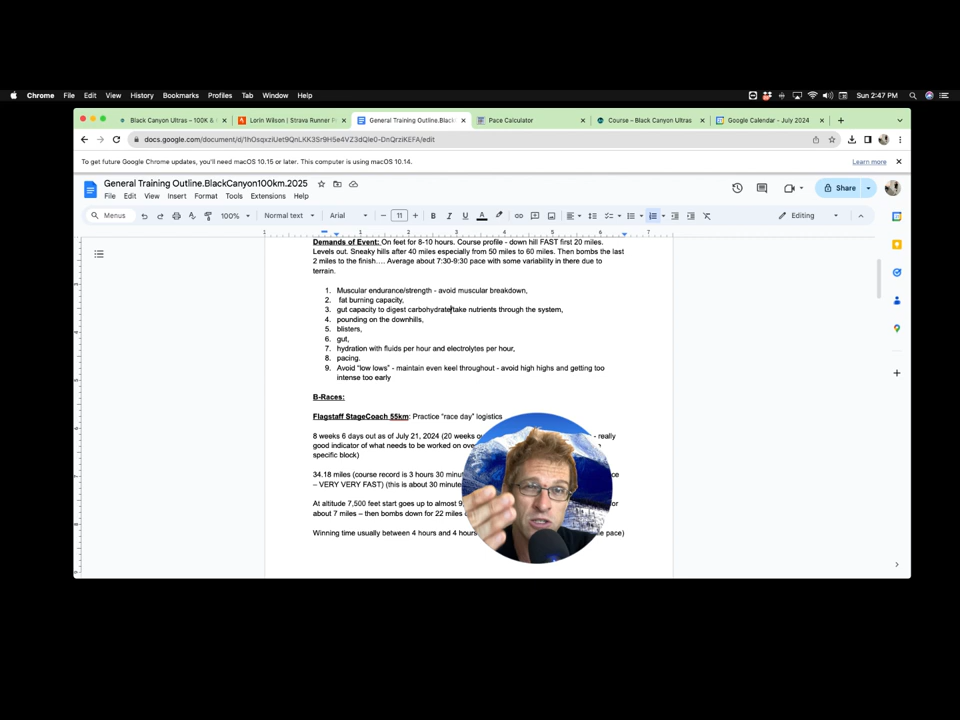 Chrome File Edit View History Bookmarks Profiles Tab Window Help Sun 2:47 PM
Black Canyon Ultras – 100K & Lorin Wilson | Strava Runner P General Training Outline.Black Pace Calculator Course – Black Canyon Ultras Google Calendar - July 2024
docs.google.com/document/d/1hOsqxziUet9QnLKK3Sr9H5e4VZ3dQle0-DnQrziKEFA/edit
To get future Google Chrome updates, you'll need macOS 10.15 or later. This computer is using macOS 10.14. Learn more
General Training Outline.BlackCanyon100km.2025
File Edit View Insert Format Tools Extensions Help
Share
Menus 100% Normal text Arial 11 B I U A Editing
1 1 2 3 4 5 6 7
Demands of Event: On feet for 8-10 hours. Course profile - down hill FAST first 20 miles.
Levels out. Sneaky hills after 40 miles especially from 50 miles to 60 miles. Then bombs the last
2 miles to the finish…. Average about 7:30-9:30 pace with some variability in there due to
terrain.
1. Muscular endurance/strength - avoid muscular breakdown,
2. fat burning capacity,
3. gut capacity to digest carbohydrate/take nutrients through the system,
4. pounding on the downhills,
5. blisters,
6. gut,
7. hydration with fluids per hour and electrolytes per hour,
8. pacing.
9. Avoid "low lows" - maintain even keel throughout - avoid high highs and getting too
intense too early
B-Races:
Flagstaff StageCoach 55km: Practice "race day" logistics
8 weeks 6 days out as of July 21, 2024 (20 weeks - really
good indicator of what needs to be worked on
specific block)
34.18 miles (course record is 3 hours 30
– VERY VERY FAST) (this is about 30
At altitude 7,500 feet start goes up to almost for
about 7 miles – then bombs down for 22 miles
Winning time usually between 4 hours and 4 hours pace)